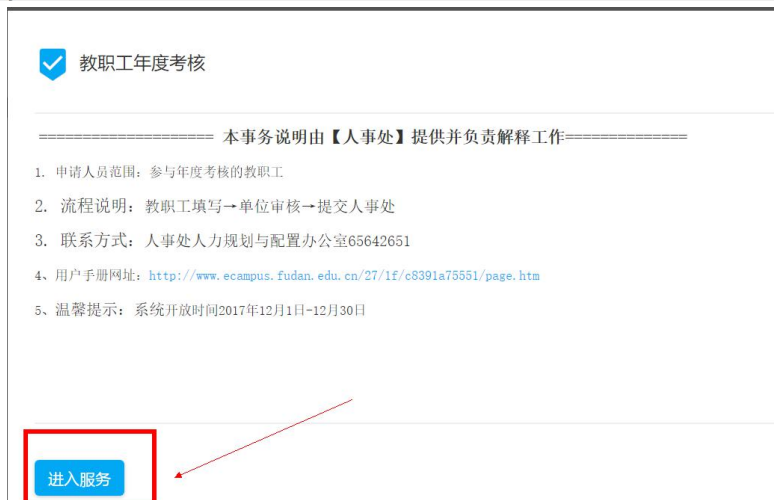 教职工年度考核
==================== 本事务说明由【人事处】提供并负责解释工作==============
1. 申请人员范围：参与年度考核的教职工
2. 流程说明：教职工填写→单位审核→提交人事处
3. 联系方式：人事处人力规划与配置办公室65642651
4、用户手册网址：http://www.ecampus.fudan.edu.cn/27/1f/c8391a75551/page.htm
5、温馨提示：系统开放时间2017年12月1日-12月30日
进入服务